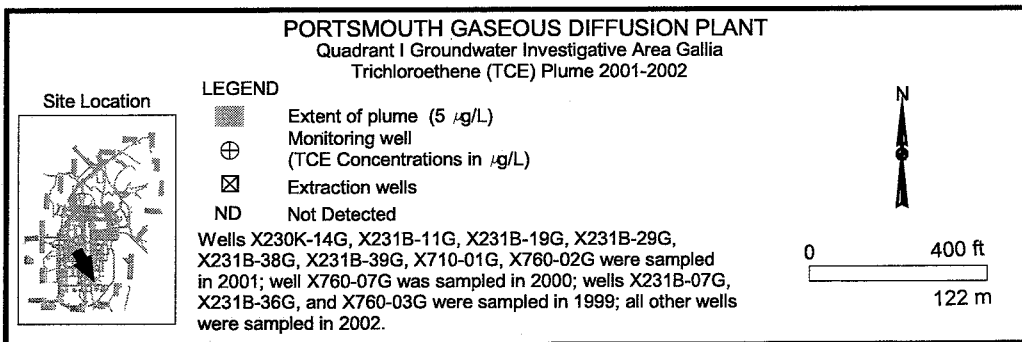 PORTSMOUTH GASEOUS DIFFUSION PLANT
Quadrant I Groundwater Investigative Area Gallia
Trichloroethene (TCE) Plume 2001-2002
Site Location
LEGEND
Extent of plume (5 µg/L)
Monitoring well
(TCE Concentrations in µg/L)
Extraction wells
ND Not Detected
Wells X230K-14G, X231B-11G, X231B-19G, X231B-29G,
X231B-38G, X231B-39G, X710-01G, X760-02G were sampled
in 2001; well X760-07G was sampled in 2000; wells X231B-07G,
X231B-36G, and X760-03G were sampled in 1999; all other wells
were sampled in 2002.
N
0 400 ft
122 m